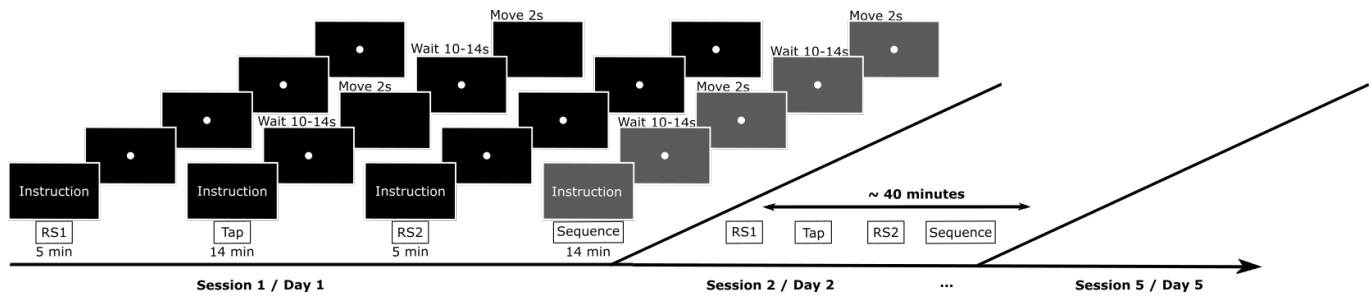 Move 2s
Wait 10-14s
Wait 10-14s
Move 2s
Move 2s
Wait 10-14s
Wait 10-14s
Instruction
Instruction
Instruction
Instruction
~ 40 minutes
RS1
Tap
RS2
Sequence
RS1
Tap
RS2
Sequence
5 min
14 min
5 min
14 min
Session 1 / Day 1
Session 2 / Day 2
...
Session 5 / Day 5
Move 2s